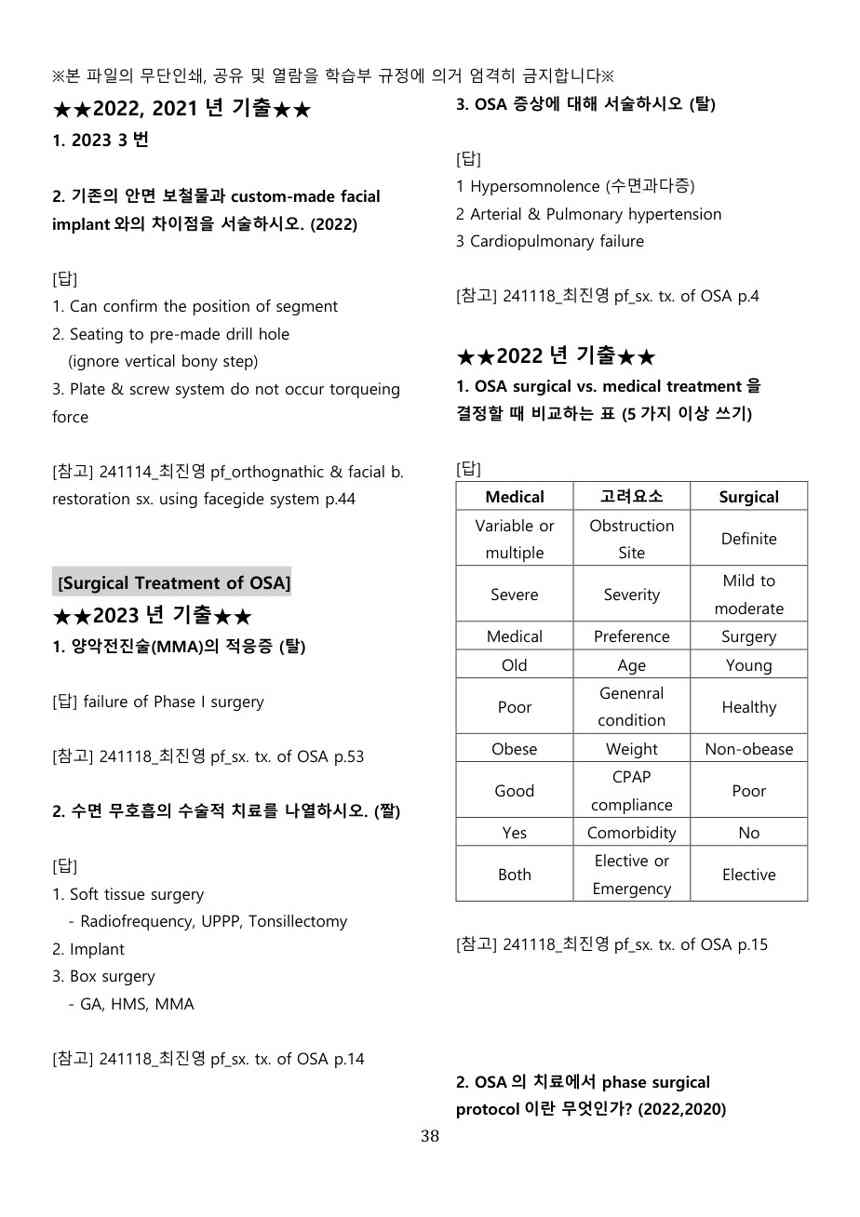 ※본 파일의 무단인쇄, 공유 및 열람을 학습부 규정에 의거 엄격히 금지합니다※
★★2022, 2021 년 기출★★
1. 2023 3 번
2. 기존의 안면 보철물과 custom-made facial
implant 와의 차이점을 서술하시오. (2022)
[답]
1. Can confirm the position of segment
2. Seating to pre-made drill hole
(ignore vertical bony step)
3. Plate & screw system do not occur torqueing
force
[참고] 241114_최진영 pf_orthognathic & facial b.
restoration sx. using facegide system p.44
[Surgical Treatment of OSA]
★★2023 년 기출★★
1. 양악전진술(MMA)의 적응증 (탈)
[답] failure of Phase I surgery
[참고] 241118_최진영 pf_sx. tx. of OSA p.53
2. 수면 무호흡의 수술적 치료를 나열하시오. (짤)
[답]
1. Soft tissue surgery
- Radiofrequency, UPPP, Tonsillectomy
2. Implant
3. Box surgery
- GA, HMS, MMA
[참고] 241118_최진영 pf_sx. tx. of OSA p.14
3. OSA 증상에 대해 서술하시오 (탈)
[답]
1 Hypersomnolence (수면과다증)
2 Arterial & Pulmonary hypertension
3 Cardiopulmonary failure
[참고] 241118_최진영 pf_sx. tx. of OSA p.4
★★2022 년 기출★★
1. OSA surgical vs. medical treatment 을
결정할 때 비교하는 표 (5 가지 이상 쓰기)
[답]
Medical 고려요소 Surgical
Variable or multiple Obstruction Site Definite
Severe Severity Mild to moderate
Medical Preference Surgery
Old Age Young
Poor Genenral condition Healthy
Obese Weight Non-obease
Good CPAP compliance Poor
Yes Comorbidity No
Both Elective or Emergency Elective
[참고] 241118_최진영 pf_sx. tx. of OSA p.15
2. OSA 의 치료에서 phase surgical
protocol 이란 무엇인가? (2022,2020)
38